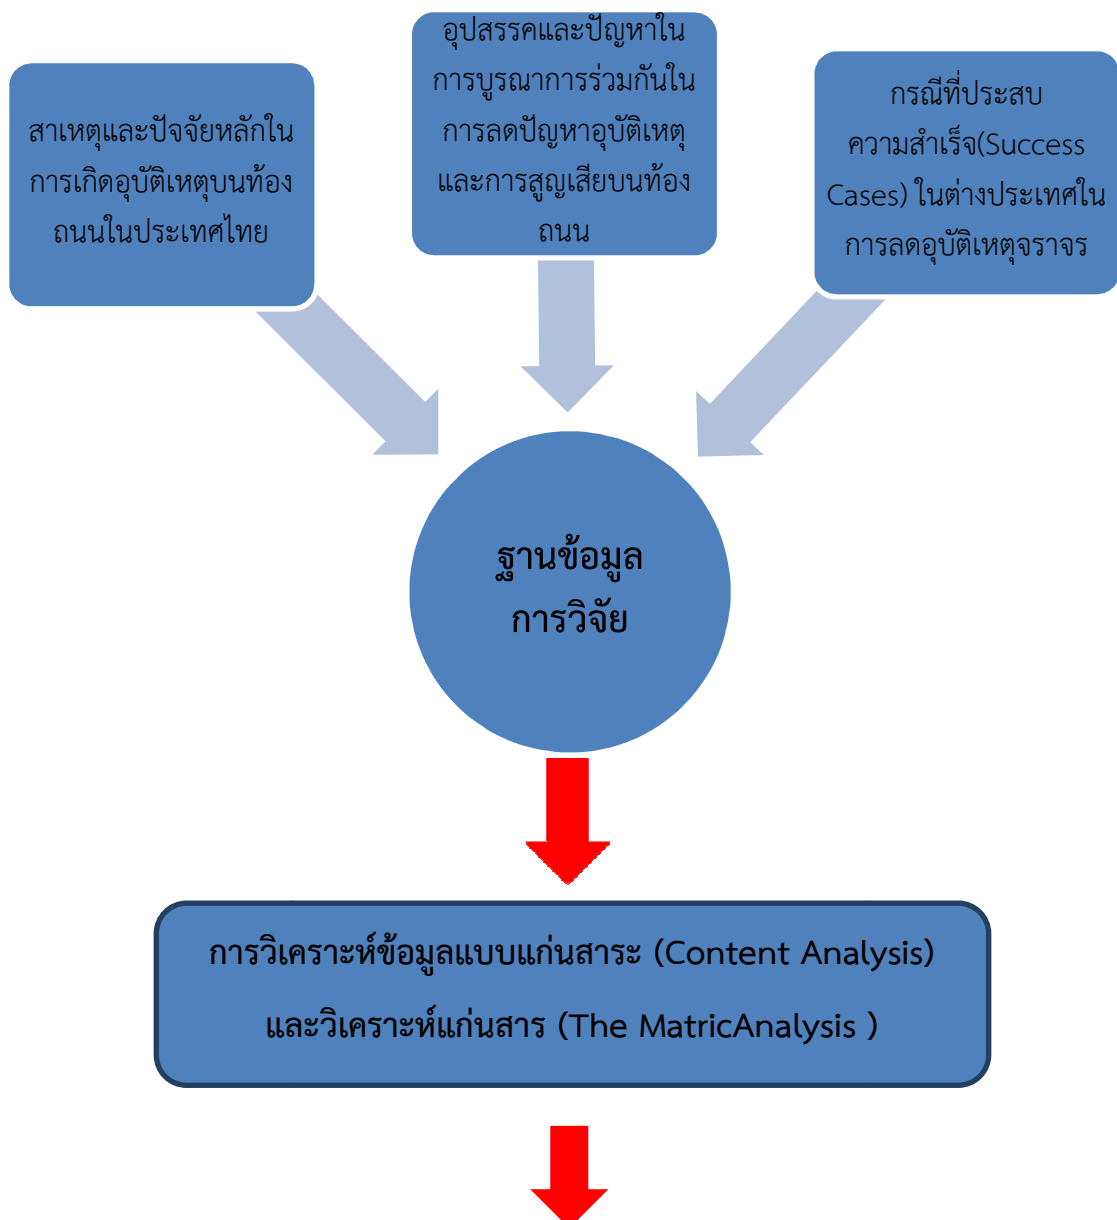 สาเหตุและปัจจัยหลักใน
การเกิดอุบัติเหตุบนท้อง
ถนนในประเทศไทย
อุปสรรคและปัญหาใน
การบูรณาการร่วมกันใน
การลดปัญหาอุบัติเหตุ
และการสูญเสียบนท้อง
ถนน
กรณีที่ประสบ
ความสำเร็จ(Success
Cases) ในต่างประเทศใน
การลดอุบัติเหตุจราจร
ฐานข้อมูล
การวิจัย
การวิเคราะห์ข้อมูลแบบแก่นสาระ (Content Analysis)
และวิเคราะห์แก่นสาร (The MatricAnalysis )